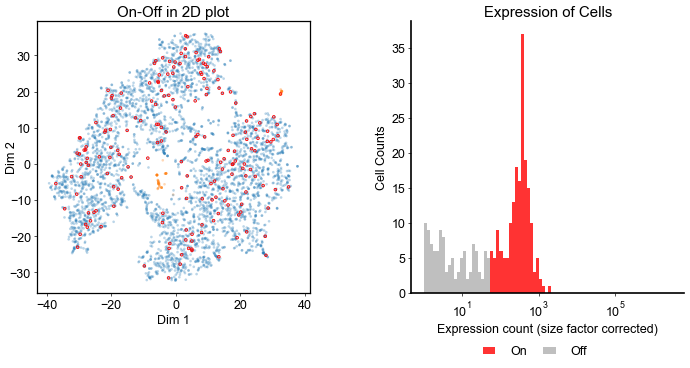 On-Off in 2D plot
Dim 2
30
20
10
0
−10
−20
−30
−40
−20
0
20
40
Dim 1
Expression of Cells
Cell Counts
35
30
25
20
15
10
5
0
10^1
10^3
10^5
Expression count (size factor corrected)
On
Off